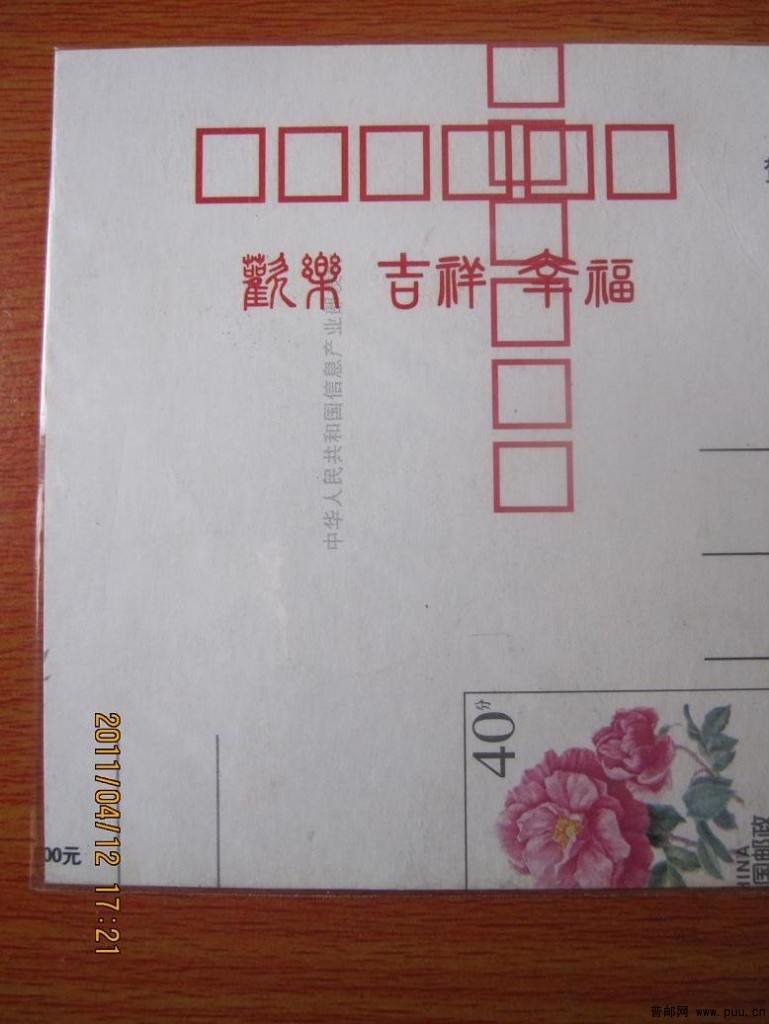 歡樂 吉祥 幸福
中华人民共和国信息产业部
40分
HINA
国邮政
00元
2011/04/12 17:21
普邮网 www.puu.cn